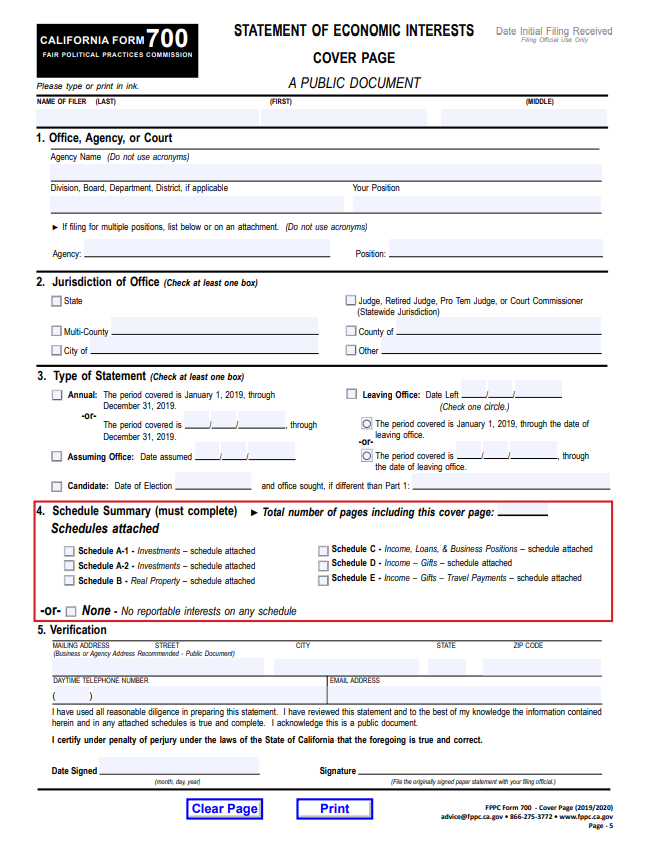 CALIFORNIA FORM 700
FAIR POLITICAL PRACTICES COMMISSION
STATEMENT OF ECONOMIC INTERESTS
COVER PAGE
A PUBLIC DOCUMENT
Date Initial Filing Received
Filing Official Use Only
Please type or print in ink.
NAME OF FILER (LAST) (FIRST) (MIDDLE)
1. Office, Agency, or Court
Agency Name (Do not use acronyms)
Division, Board, Department, District, if applicable Your Position
► If filing for multiple positions, list below or on an attachment. (Do not use acronyms)
Agency: Position:
2. Jurisdiction of Office (Check at least one box)
State Judge, Retired Judge, Pro Tem Judge, or Court Commissioner
(Statewide Jurisdiction)
Multi-County County of
City of Other
3. Type of Statement (Check at least one box)
Annual: The period covered is January 1, 2019, through
December 31, 2019.
-or-
The period covered is / / , through
December 31, 2019.
Leaving Office: Date Left / /
(Check one circle.)
The period covered is January 1, 2019, through the date of
leaving office.
-or-
The period covered is / / , through
the date of leaving office.
Assuming Office: Date assumed / /
Candidate: Date of Election and office sought, if different than Part 1:
4. Schedule Summary (must complete) ► Total number of pages including this cover page:
Schedules attached
Schedule A-1 - Investments – schedule attached
Schedule A-2 - Investments – schedule attached
Schedule B - Real Property – schedule attached
Schedule C - Income, Loans, & Business Positions – schedule attached
Schedule D - Income – Gifts – schedule attached
Schedule E - Income – Gifts – Travel Payments – schedule attached
-or- None - No reportable interests on any schedule
5. Verification
MAILING ADDRESS STREET CITY STATE ZIP CODE
(Business or Agency Address Recommended - Public Document)
DAYTIME TELEPHONE NUMBER EMAIL ADDRESS
( )
I have used all reasonable diligence in preparing this statement. I have reviewed this statement and to the best of my knowledge the information contained
herein and in any attached schedules is true and complete. I acknowledge this is a public document.
I certify under penalty of perjury under the laws of the State of California that the foregoing is true and correct.
Date Signed Signature
(month, day, year) (File the originally signed paper statement with your filing official.)
Clear Page Print
FPPC Form 700 - Cover Page (2019/2020)
advice@fppc.ca.gov • 866-275-3772 • www.fppc.ca.gov
Page - 5